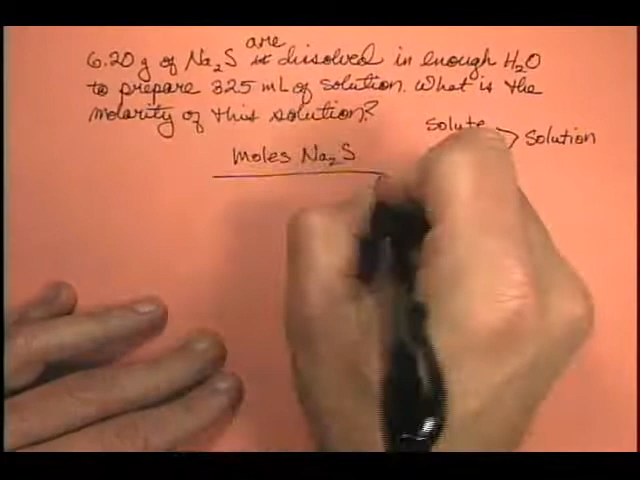 are
6.20 g of Na₂S is dissolved in enough H₂O
to prepare 325 mL of solution. What is the
molarity of this solution?
Solute
> Solution
moles Na₂S